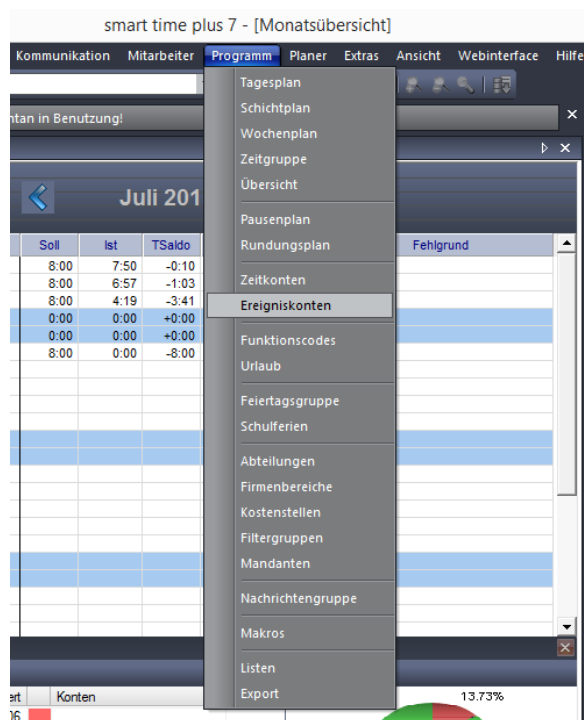 smart time plus 7 - [Monatsübersicht]
Kommunikation Mitarbeiter Programm Planer Extras Ansicht Webinterface Hilfe
Tagesplan
Schichtplan
ntan in Benutzung!
Wochenplan
Zeitgruppe
Übersicht
Juli 201
Pausenplan
Rundungsplan
Soll Ist TSaldo Fehlgrund
8:00 7:50 -0:10
8:00 6:57 -1:03
8:00 4:19 -3:41
0:00 0:00 +0:00
0:00 0:00 +0:00
8:00 0:00 -8:00
Zeitkonten
Ereigniskonten
Funktionscodes
Urlaub
Feiertagsgruppe
Schulferien
Abteilungen
Firmenbereiche
Kostenstellen
Filtergruppen
Mandanten
Nachrichtengruppe
Makros
Listen
Export
ert Konten 13.73%
06